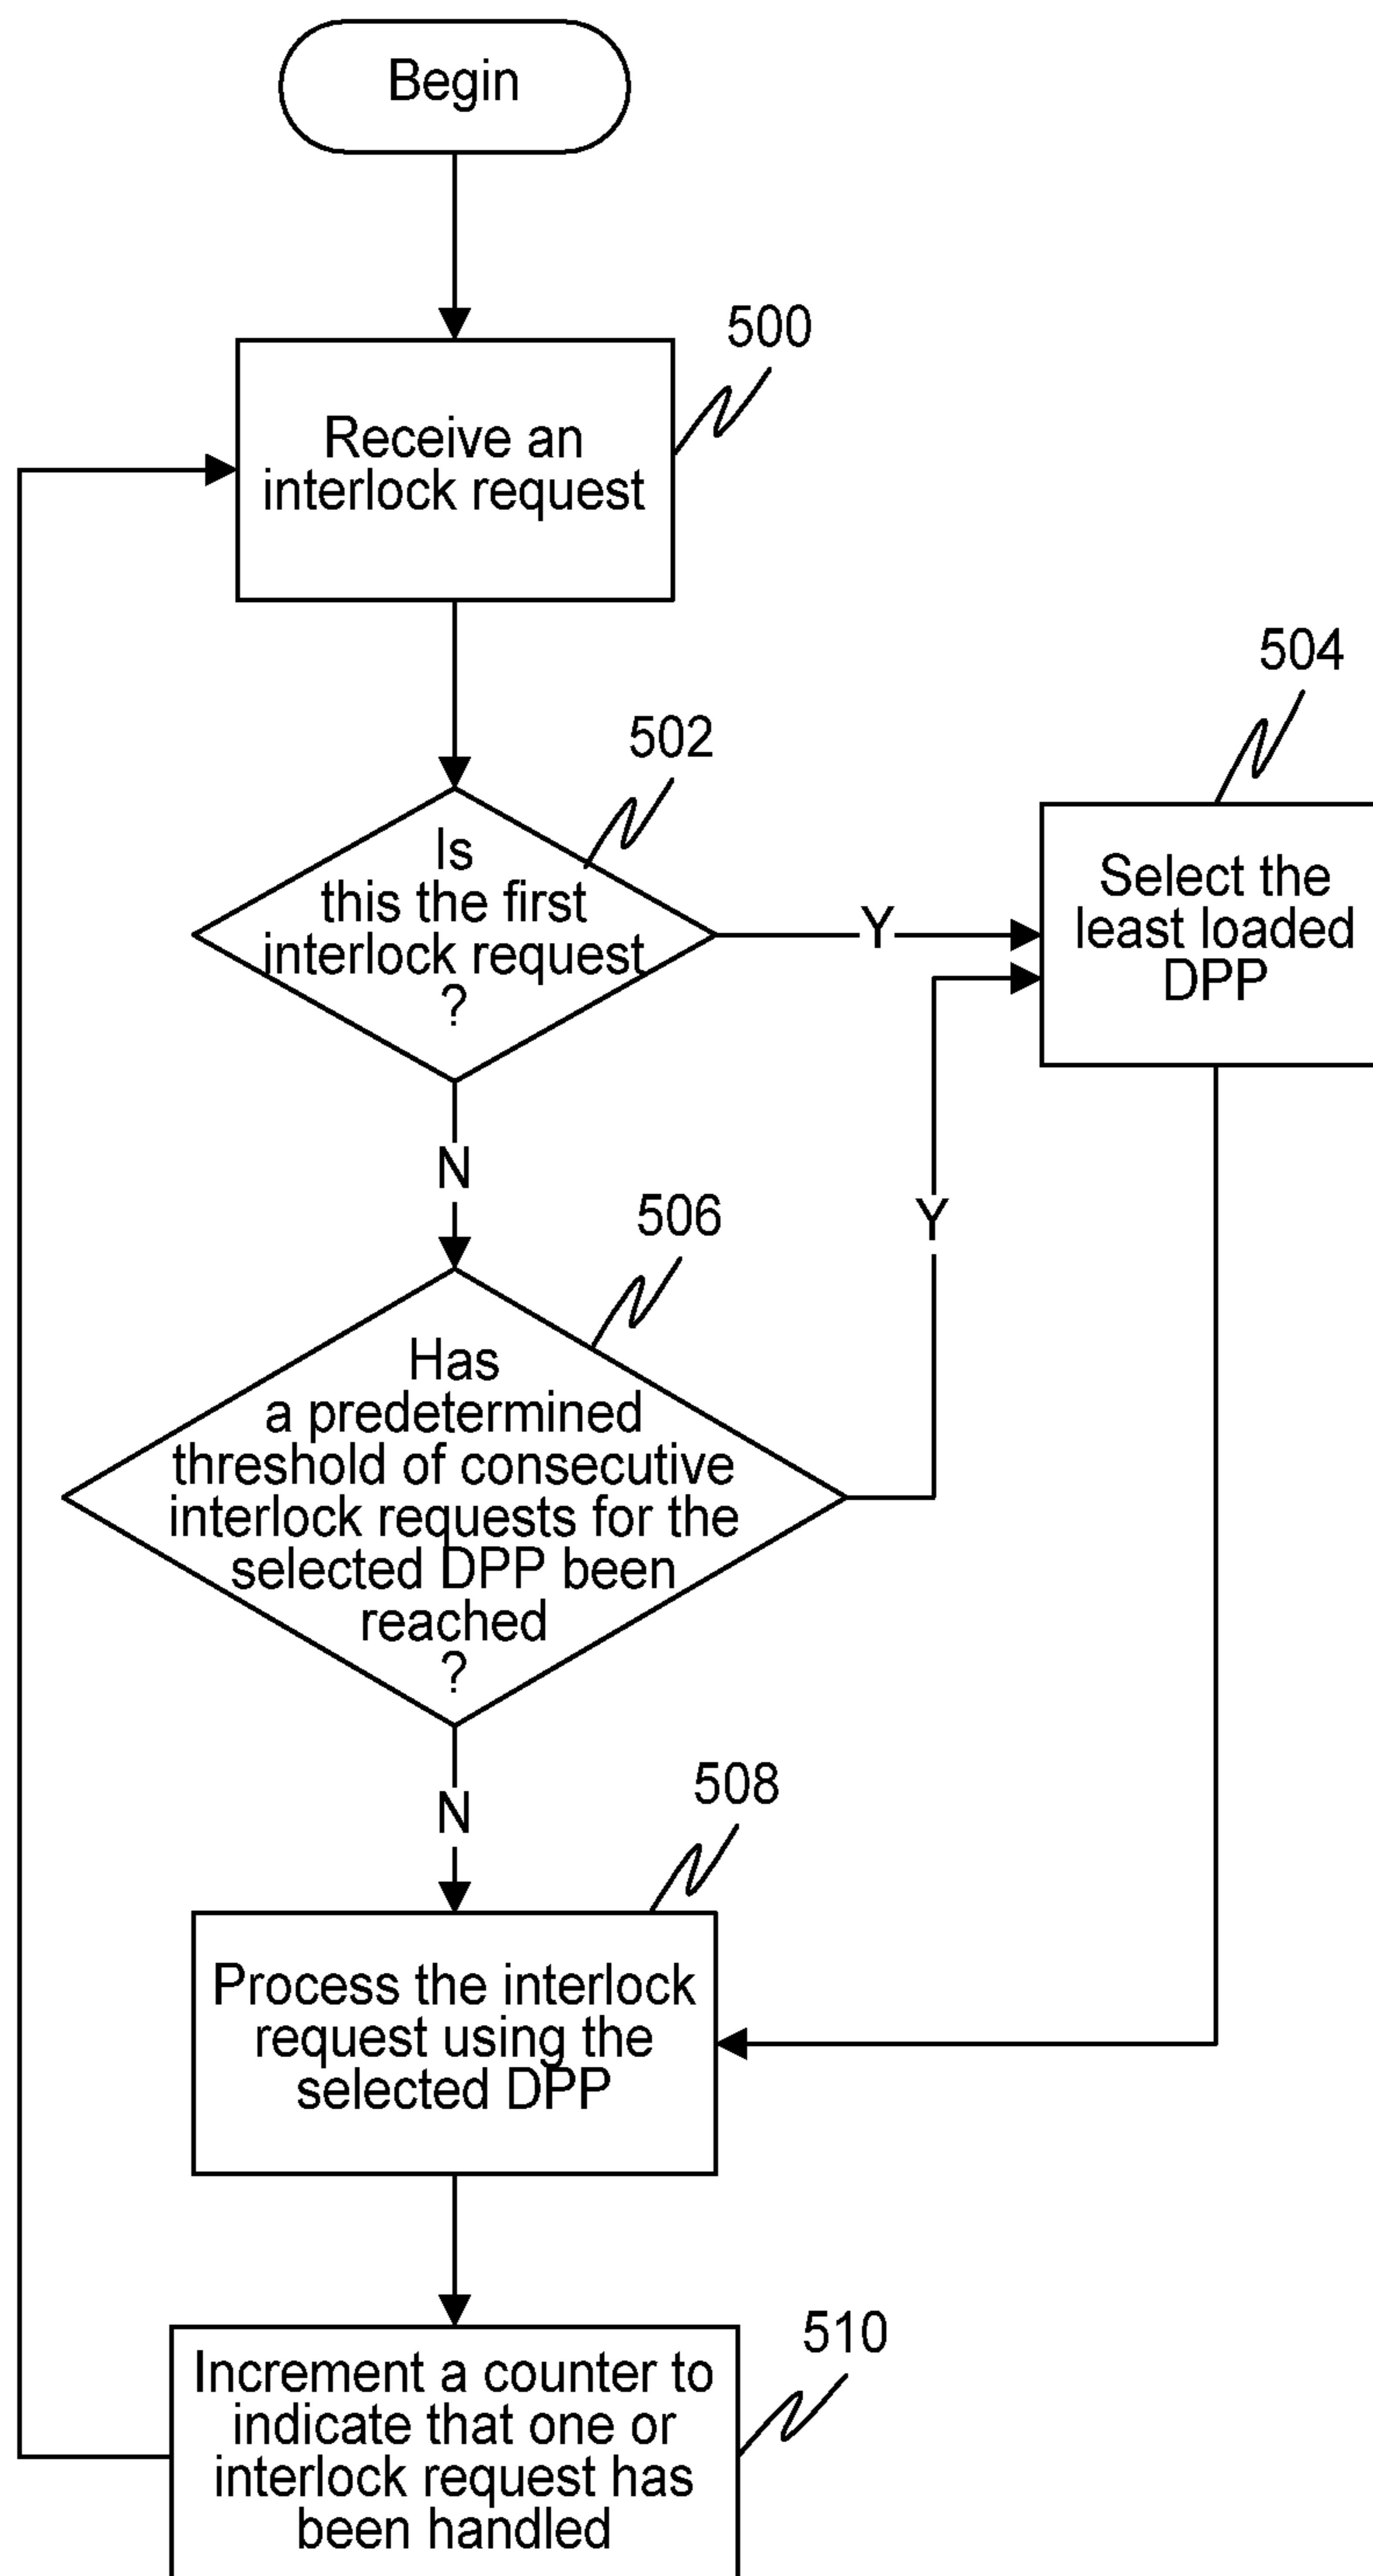 Begin
500
Receive an
interlock request
504
502
Is
this the first
interlock request
?
Y
Select the
least loaded
DPP
N
506
Y
Has
a predetermined
threshold of consecutive
interlock requests for the
selected DPP been
reached
?
508
N
Process the interlock
request using the
selected DPP
510
Increment a counter to
indicate that one or
interlock request has
been handled